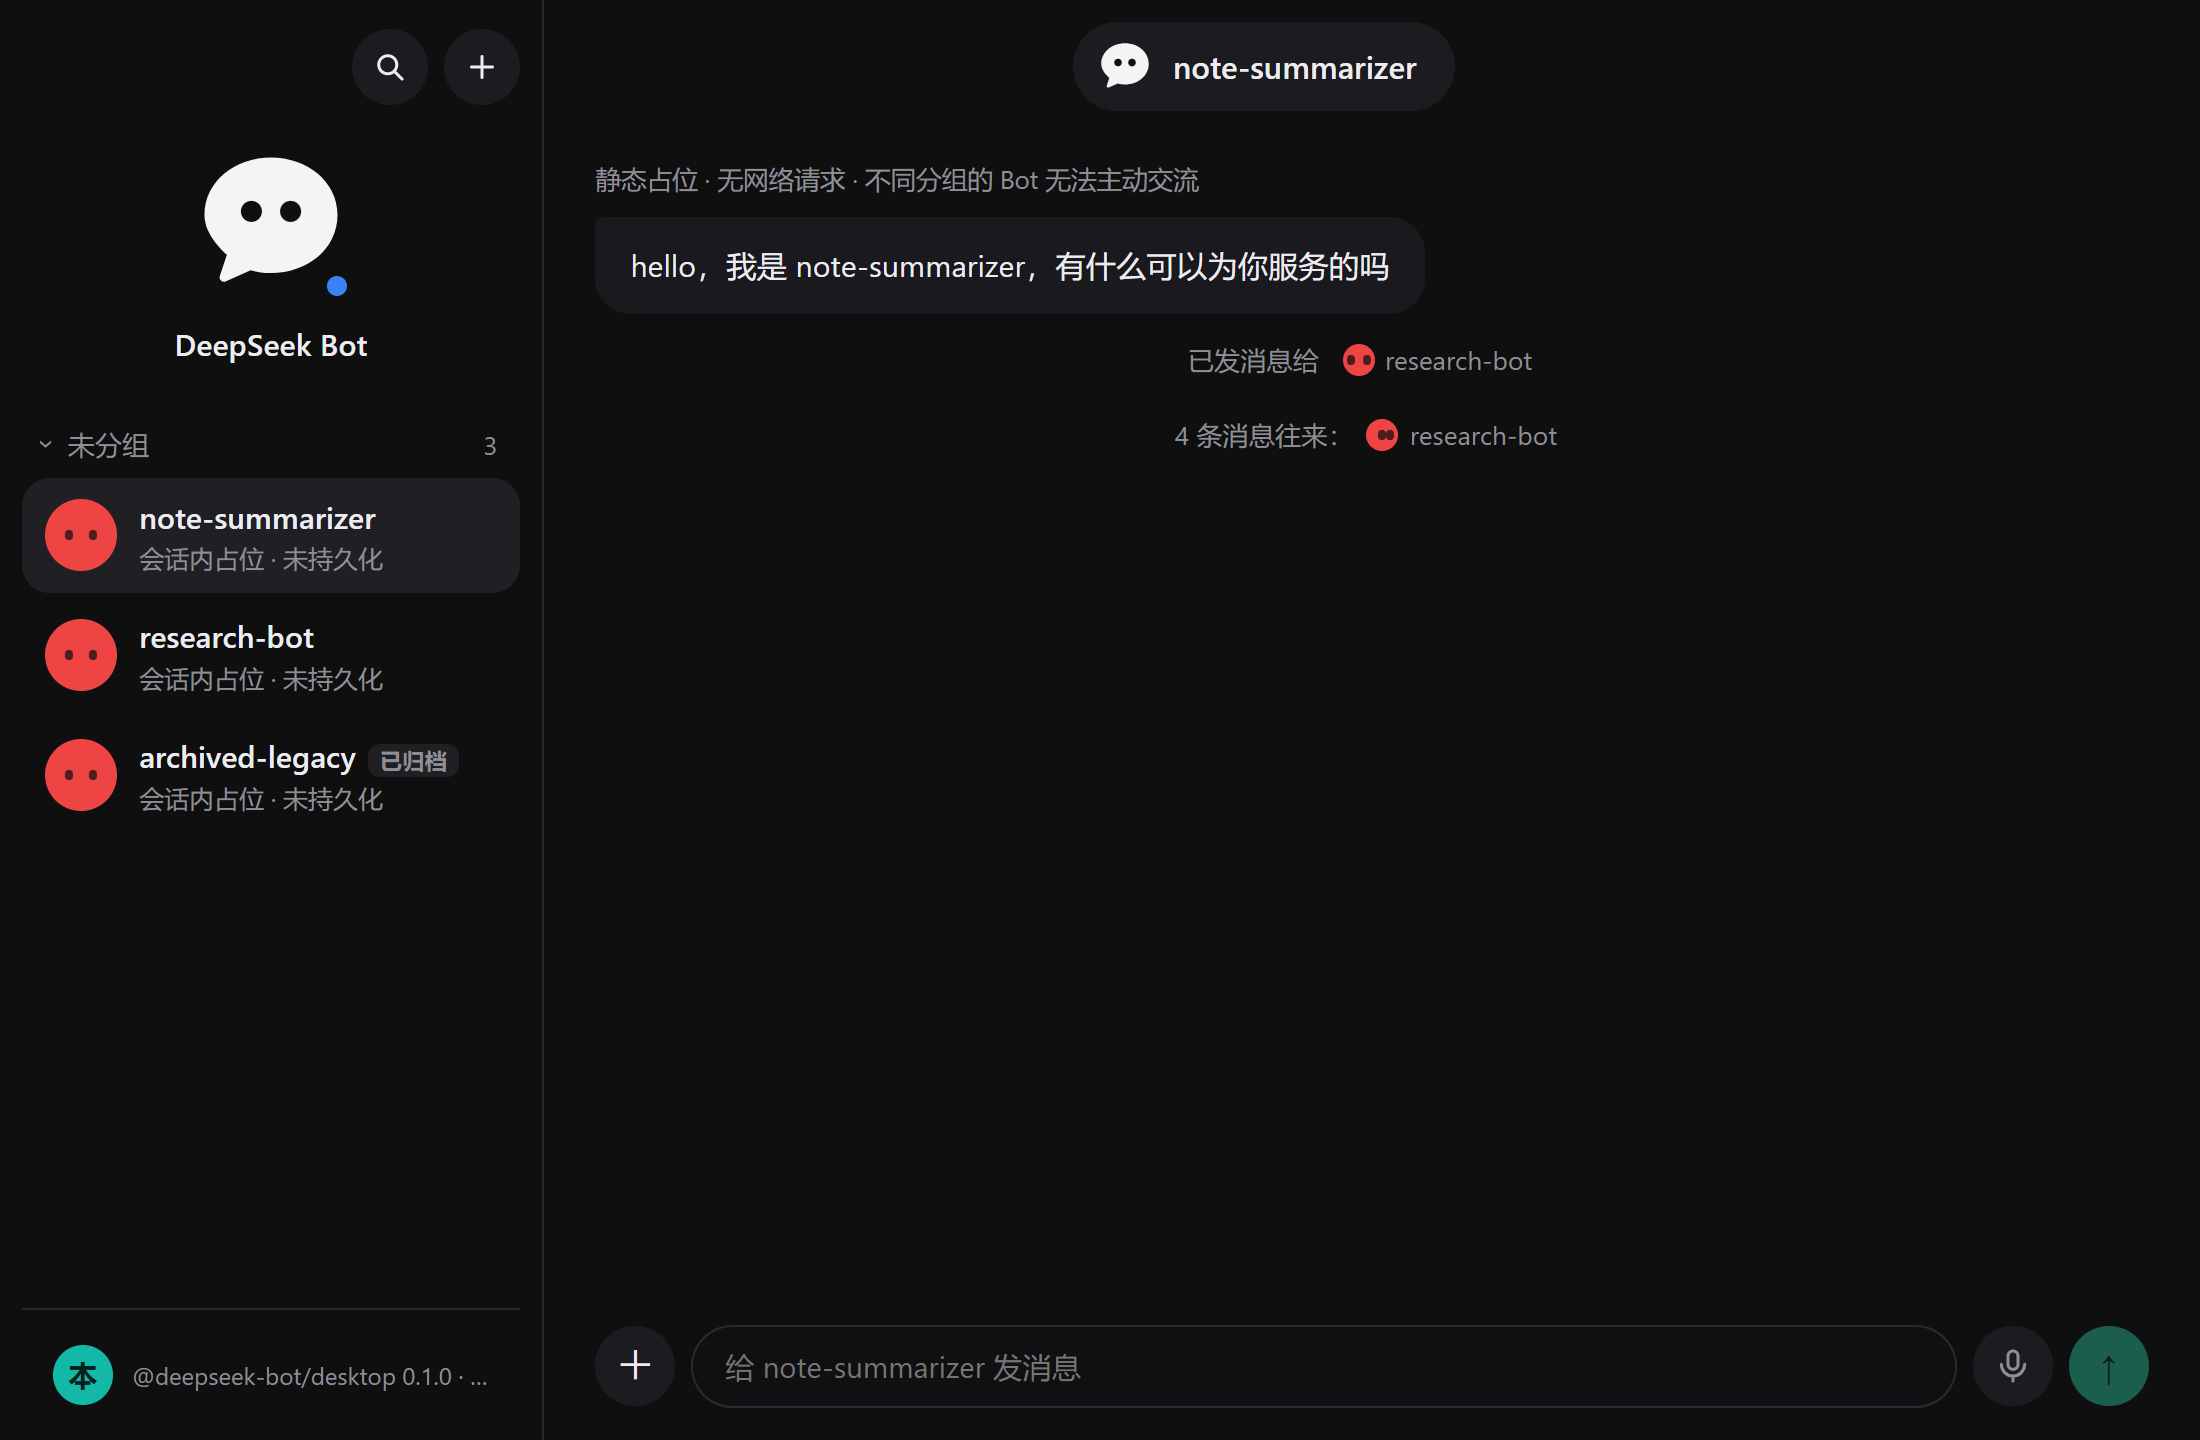 DeepSeek Bot
未分组 3
note-summarizer
会话内占位 · 未持久化
research-bot
会话内占位 · 未持久化
archived-legacy 已归档
会话内占位 · 未持久化
本 @deepseek-bot/desktop 0.1.0 · ...
note-summarizer
静态占位 · 无网络请求 · 不同分组的 Bot 无法主动交流
hello，我是 note-summarizer，有什么可以为你服务的吗
已发消息给 research-bot
4 条消息往来： research-bot
给 note-summarizer 发消息